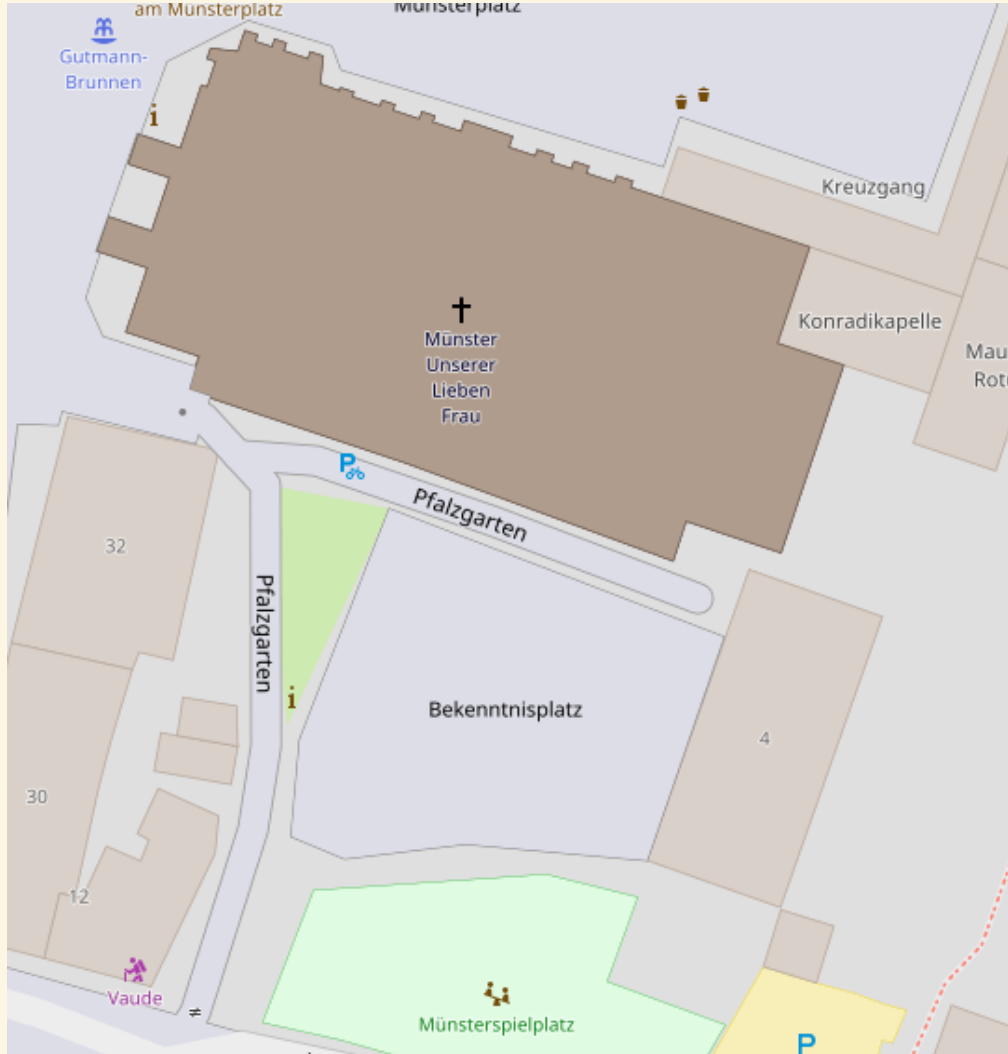 am Münsterplatz
Münsterplatz
Gutmann-
Brunnen
i
Kreuzgang
Konradikapelle
Münster
Unserer
Lieben
Frau
P
Pfalzgarten
32
Pfalzgarten
i
Bekenntnisplatz
4
30
12
Vaude
Münsterspielplatz
P